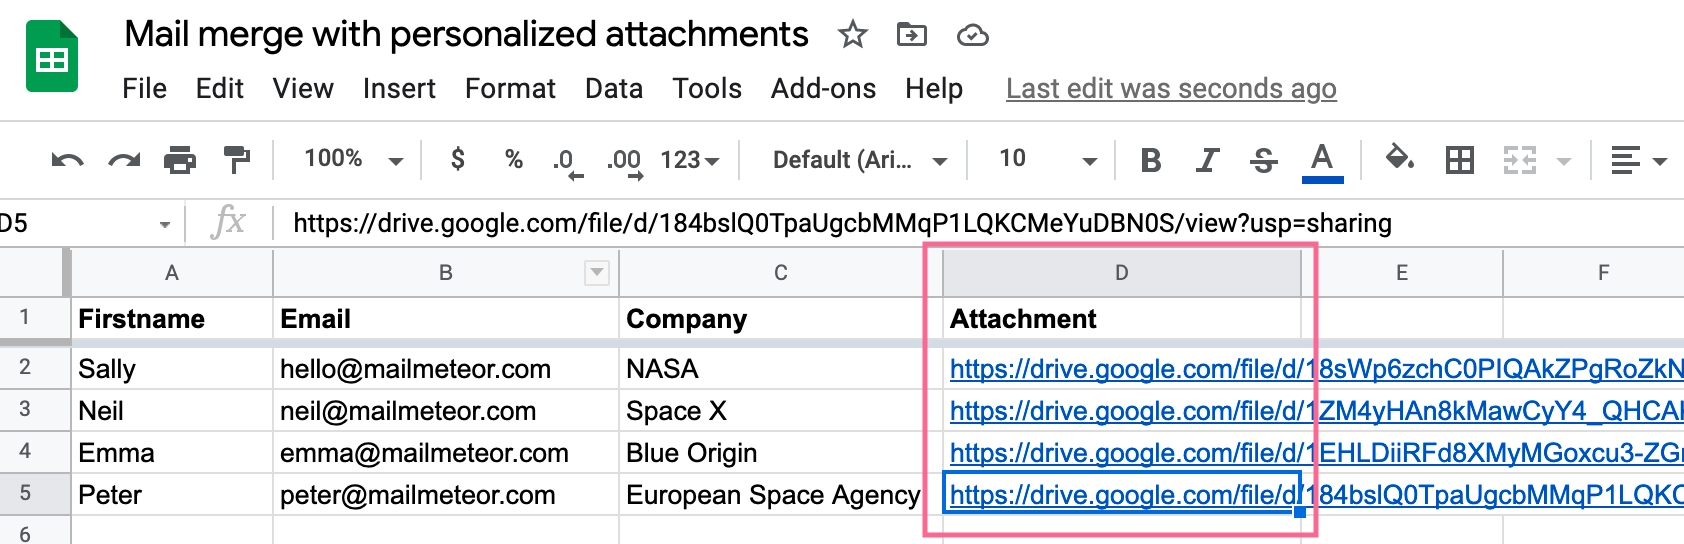 Mail merge with personalized attachments
File Edit View Insert Format Data Tools Add-ons Help Last edit was seconds ago
100% $ % .0 .00 123 Default (Ari... 10 B I S A
D5 fx https://drive.google.com/file/d/184bslQ0TpaUgcbMMqP1LQKCMeYuDBN0S/view?usp=sharing
A B C D E F
1 Firstname Email Company Attachment
2 Sally hello@mailmeteor.com NASA https://drive.google.com/file/d/18sWp6zchC0PIQAkZPgRoZkN
3 Neil neil@mailmeteor.com Space X https://drive.google.com/file/d/1ZM4yHAn8kMawCyY4_QHCAk
4 Emma emma@mailmeteor.com Blue Origin https://drive.google.com/file/d/1EHLDiiRFd8XMyMGoxcu3-ZGr
5 Peter peter@mailmeteor.com European Space Agency https://drive.google.com/file/d/184bslQ0TpaUgcbMMqP1LQKC
6